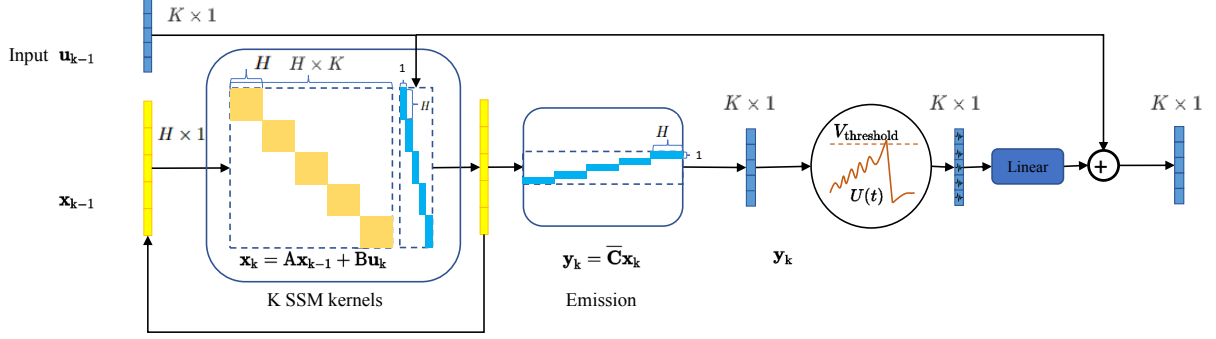 K × 1
Input u_{k−1}
H
H × K
1
H
H × 1
x_{k−1}
x_k = Ax_{k−1} + B̅u_k
K SSM kernels
H
1
y_k = C̅x_k
Emission
K × 1
y_k
V_threshold
U(t)
K × 1
Linear
+
K × 1